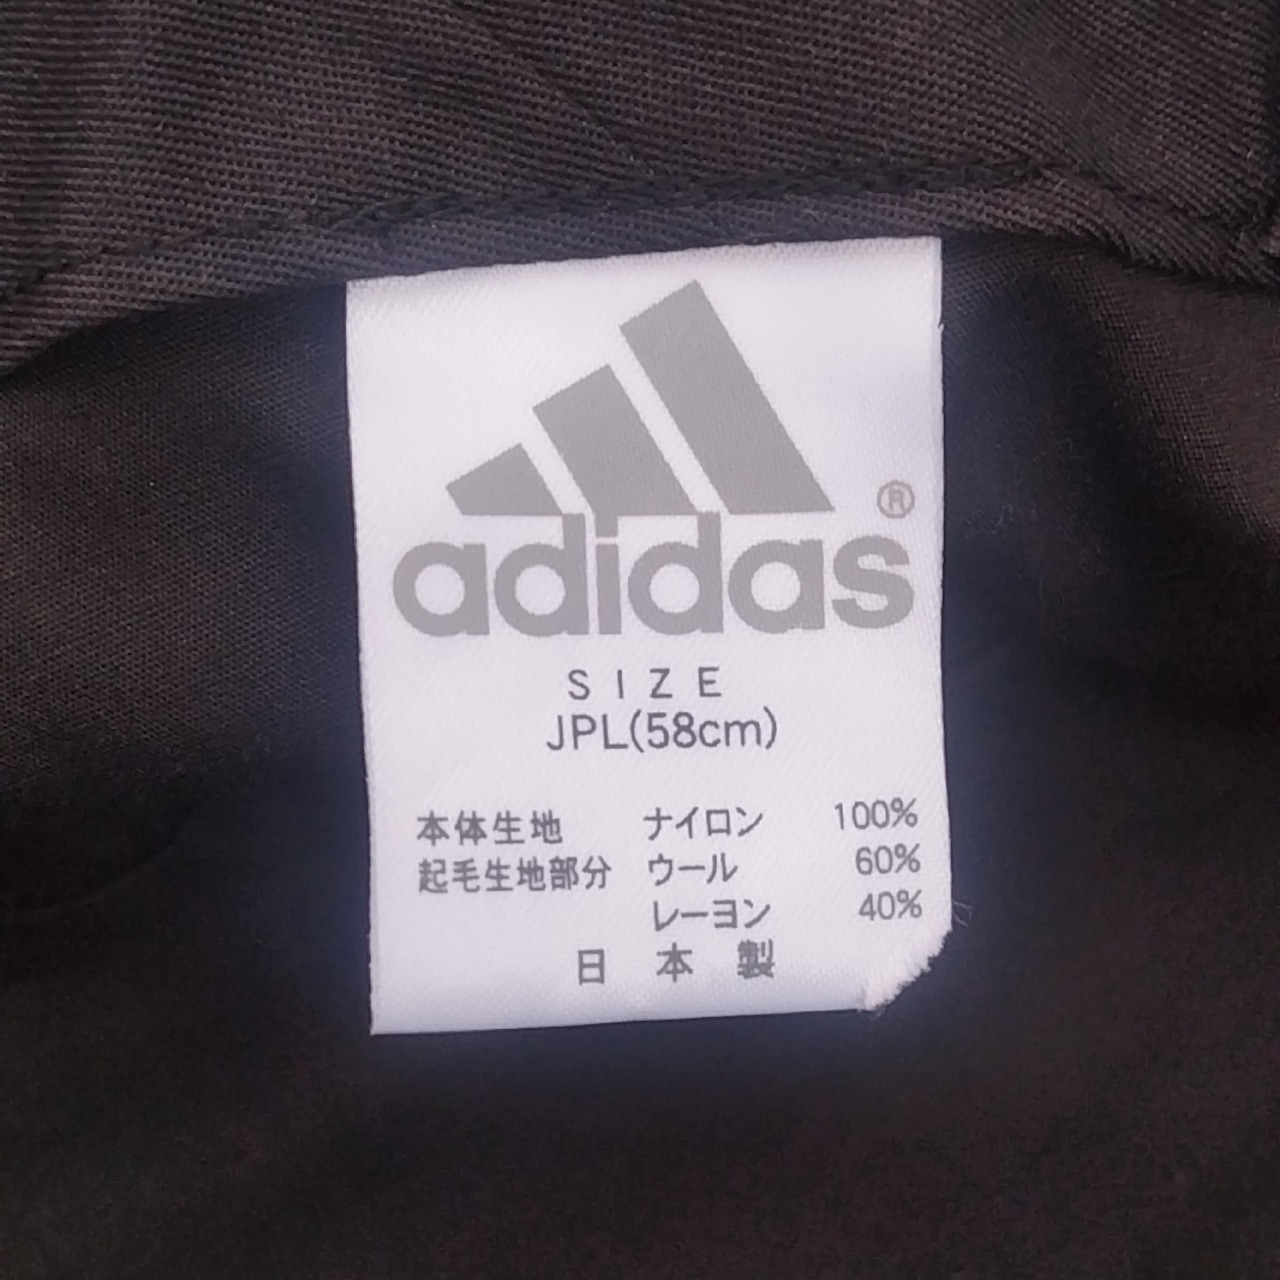 adidas®
SIZE
JPL(58cm)
本体生地 ナイロン 100%
起毛生地部分 ウール 60%
レーヨン 40%
日本製